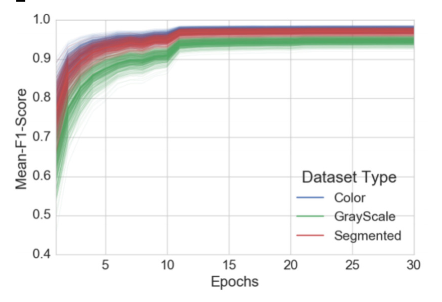 1.0
0.9
0.8
0.7
0.6
0.5
0.4
Mean-F1-Score
Dataset Type
Color
GrayScale
Segmented
5 10 15 20 25 30
Epochs